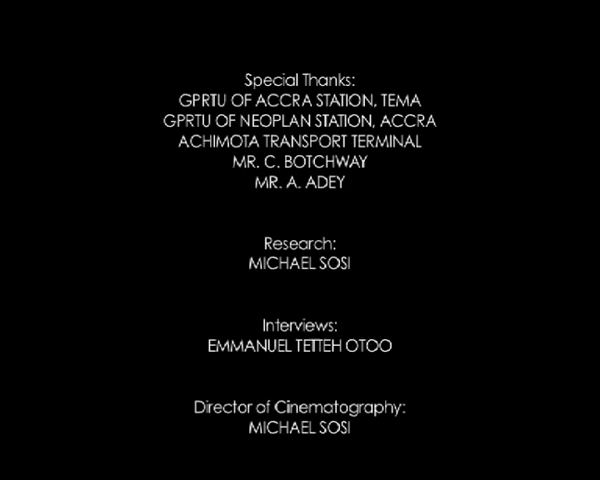 Special Thanks:
GPRTU OF ACCRA STATION, TEMA
GPRTU OF NEOPLAN STATION, ACCRA
ACHIMOTA TRANSPORT TERMINAL
MR. C. BOTCHWAY
MR. A. ADEY
Research:
MICHAEL SOSI
Interviews:
EMMANUEL TETTEH OTOO
Director of Cinematography:
MICHAEL SOSI